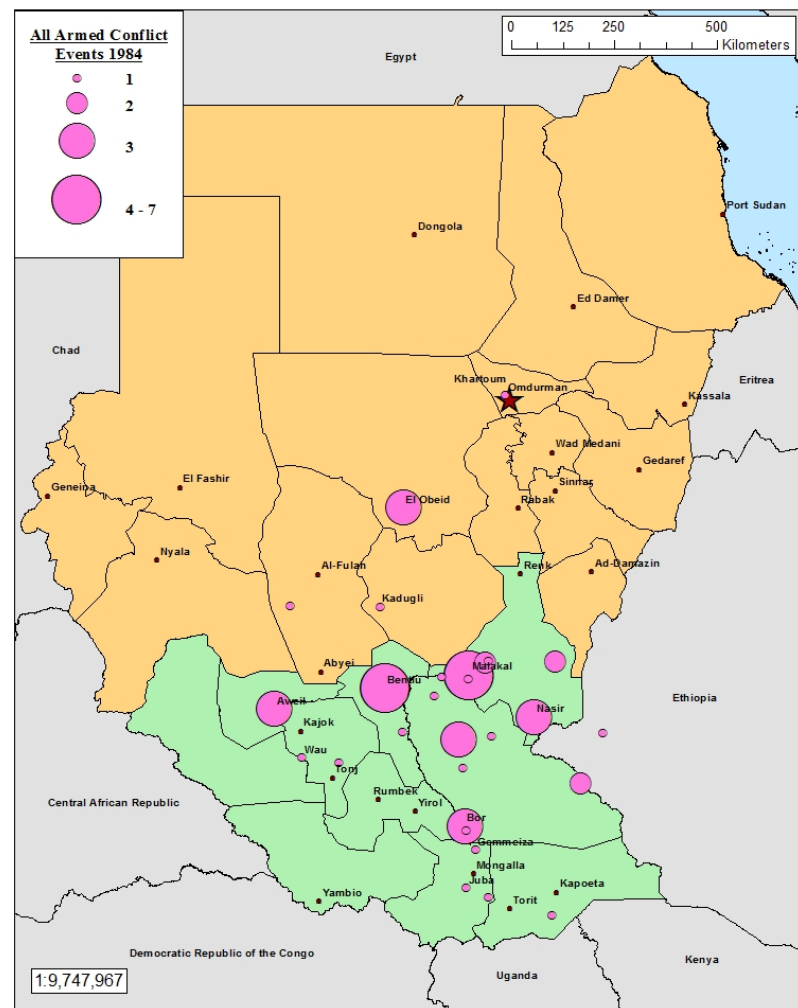 All Armed Conflict
Events 1984
1
2
3
4 - 7
0 125 250 500
Kilometers
Egypt
Port Sudan
Dongola
Ed Damer
Chad
Khartoum
Omdurman
Eritrea
Kassala
Wad Medani
Gedaref
El Fashir
Geneina
Sinnar
El Obeid
Rabak
Nyala
Al-Fulah
Renk
Ad-Damazin
Kadugli
Abyei
Malakal
Bentiu
Ethiopia
Aweil
Nasir
Kajok
Wau
Tonj
Central African Republic
Rumbek
Yirol
Bor
Gemmeiza
Mongalla
Juba
Kapoeta
Yambio
Torit
Democratic Republic of the Congo
Kenya
Uganda
1:9,747,967